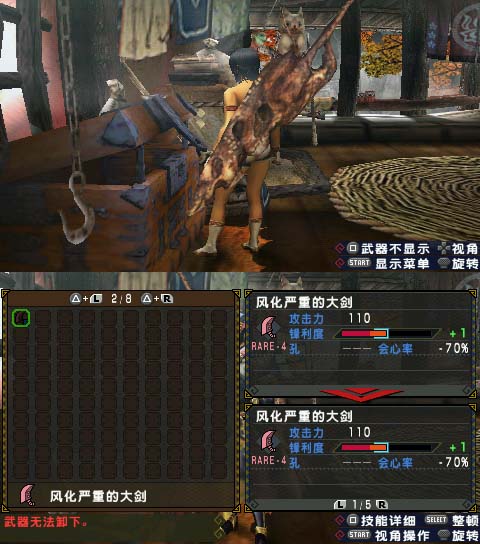 □武器不显示 视角
START 显示菜单 旋转
△+L 2/8 △+R
风化严重的大剑
武器无法卸下。
风化严重的大剑
攻击力 110
锋利度 +1
RARE-4 孔 --- 会心率 -70%
风化严重的大剑
攻击力 110
锋利度 +1
RARE-4 孔 --- 会心率 -70%
L 1/5 R
□技能详细 SELECT 整顿
START 视角操作 旋转